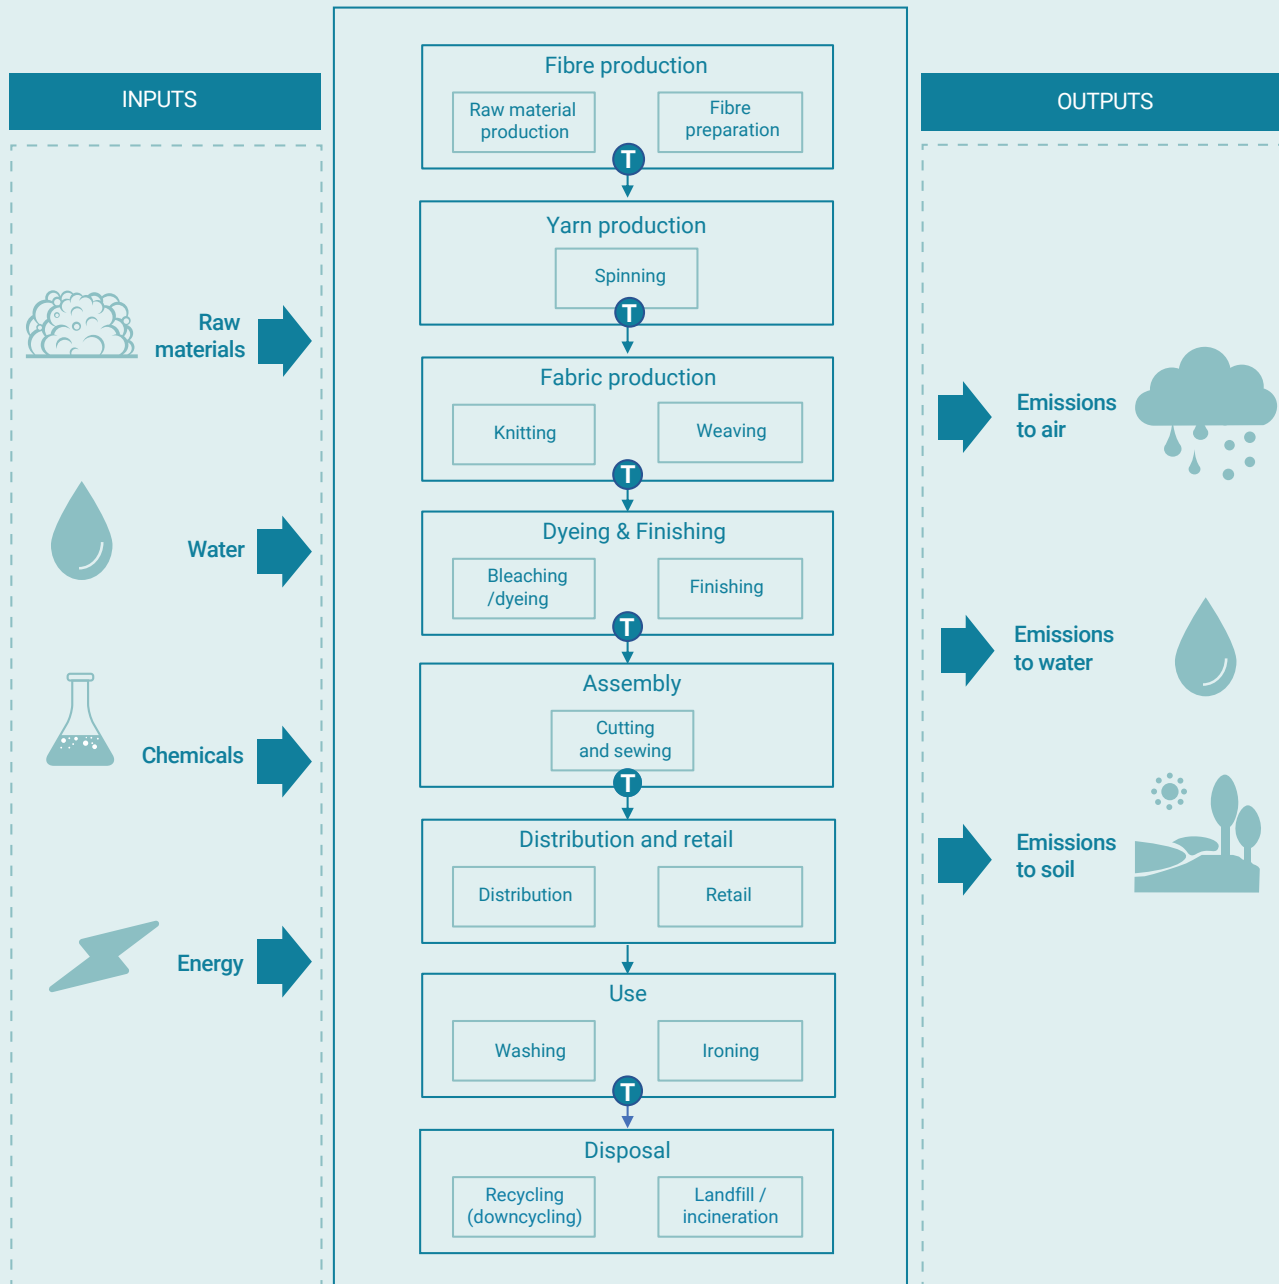 INPUTS
Raw
materials
Water
Chemicals
Energy
Fibre production
Raw material
production
Fibre
preparation
T
Yarn production
Spinning
T
Fabric production
Knitting
Weaving
T
Dyeing & Finishing
Bleaching
/dyeing
Finishing
T
Assembly
Cutting
and sewing
T
Distribution and retail
Distribution
Retail
Use
Washing
Ironing
T
Disposal
Recycling
(downcycling)
Landfill /
incineration
OUTPUTS
Emissions
to air
Emissions
to water
Emissions
to soil